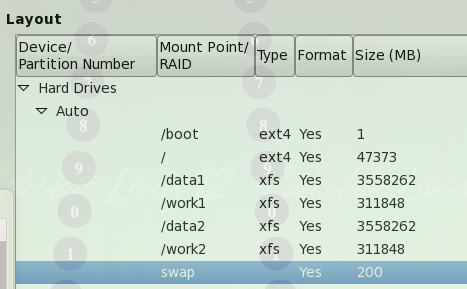 Layout
Device/ Mount Point/ Type Format Size (MB)
Partition Number RAID
Hard Drives
Auto
/boot ext4 Yes 1
/ ext4 Yes 47373
/data1 xfs Yes 3558262
/work1 xfs Yes 311848
/data2 xfs Yes 3558262
/work2 xfs Yes 311848
swap Yes 200